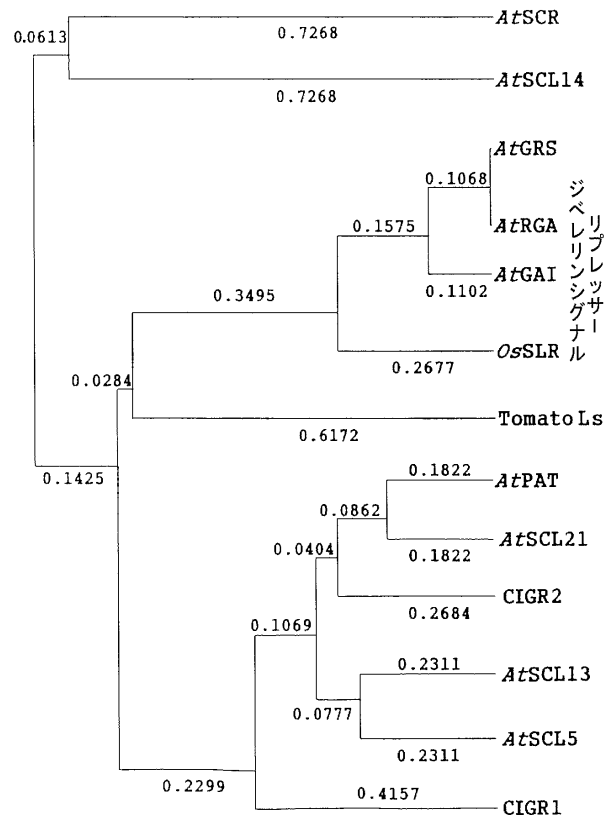 0.0613
0.7268
AtSCR
0.7268
AtSCL14
AtGRS
0.1068
0.1575
AtRGA
AtGAI
0.1102
0.3495
OsSLR
0.2677
ジベレリンシグナル
リプレッサー
0.0284
Tomato Ls
0.6172
0.1425
0.1822
AtPAT
0.0862
AtSCL21
0.1822
0.0404
CIGR2
0.2684
0.1069
0.2311
AtSCL13
0.0777
AtSCL5
0.2311
0.2299
0.4157
CIGR1